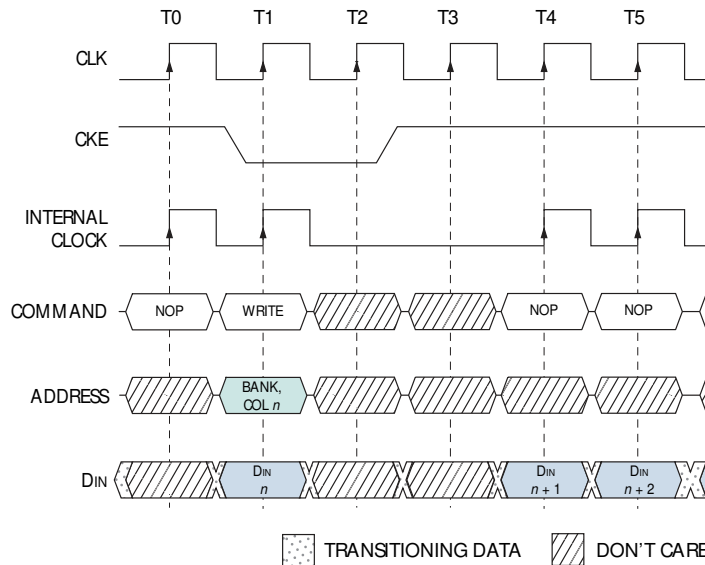 T0 T1 T2 T3 T4 T5
CLK
CKE
INTERNAL
CLOCK
COMMAND NOP WRITE NOP NOP
ADDRESS BANK,
COL n
DIN DIN
n DIN
n + 1 DIN
n + 2
TRANSITIONING DATA DON'T CARE